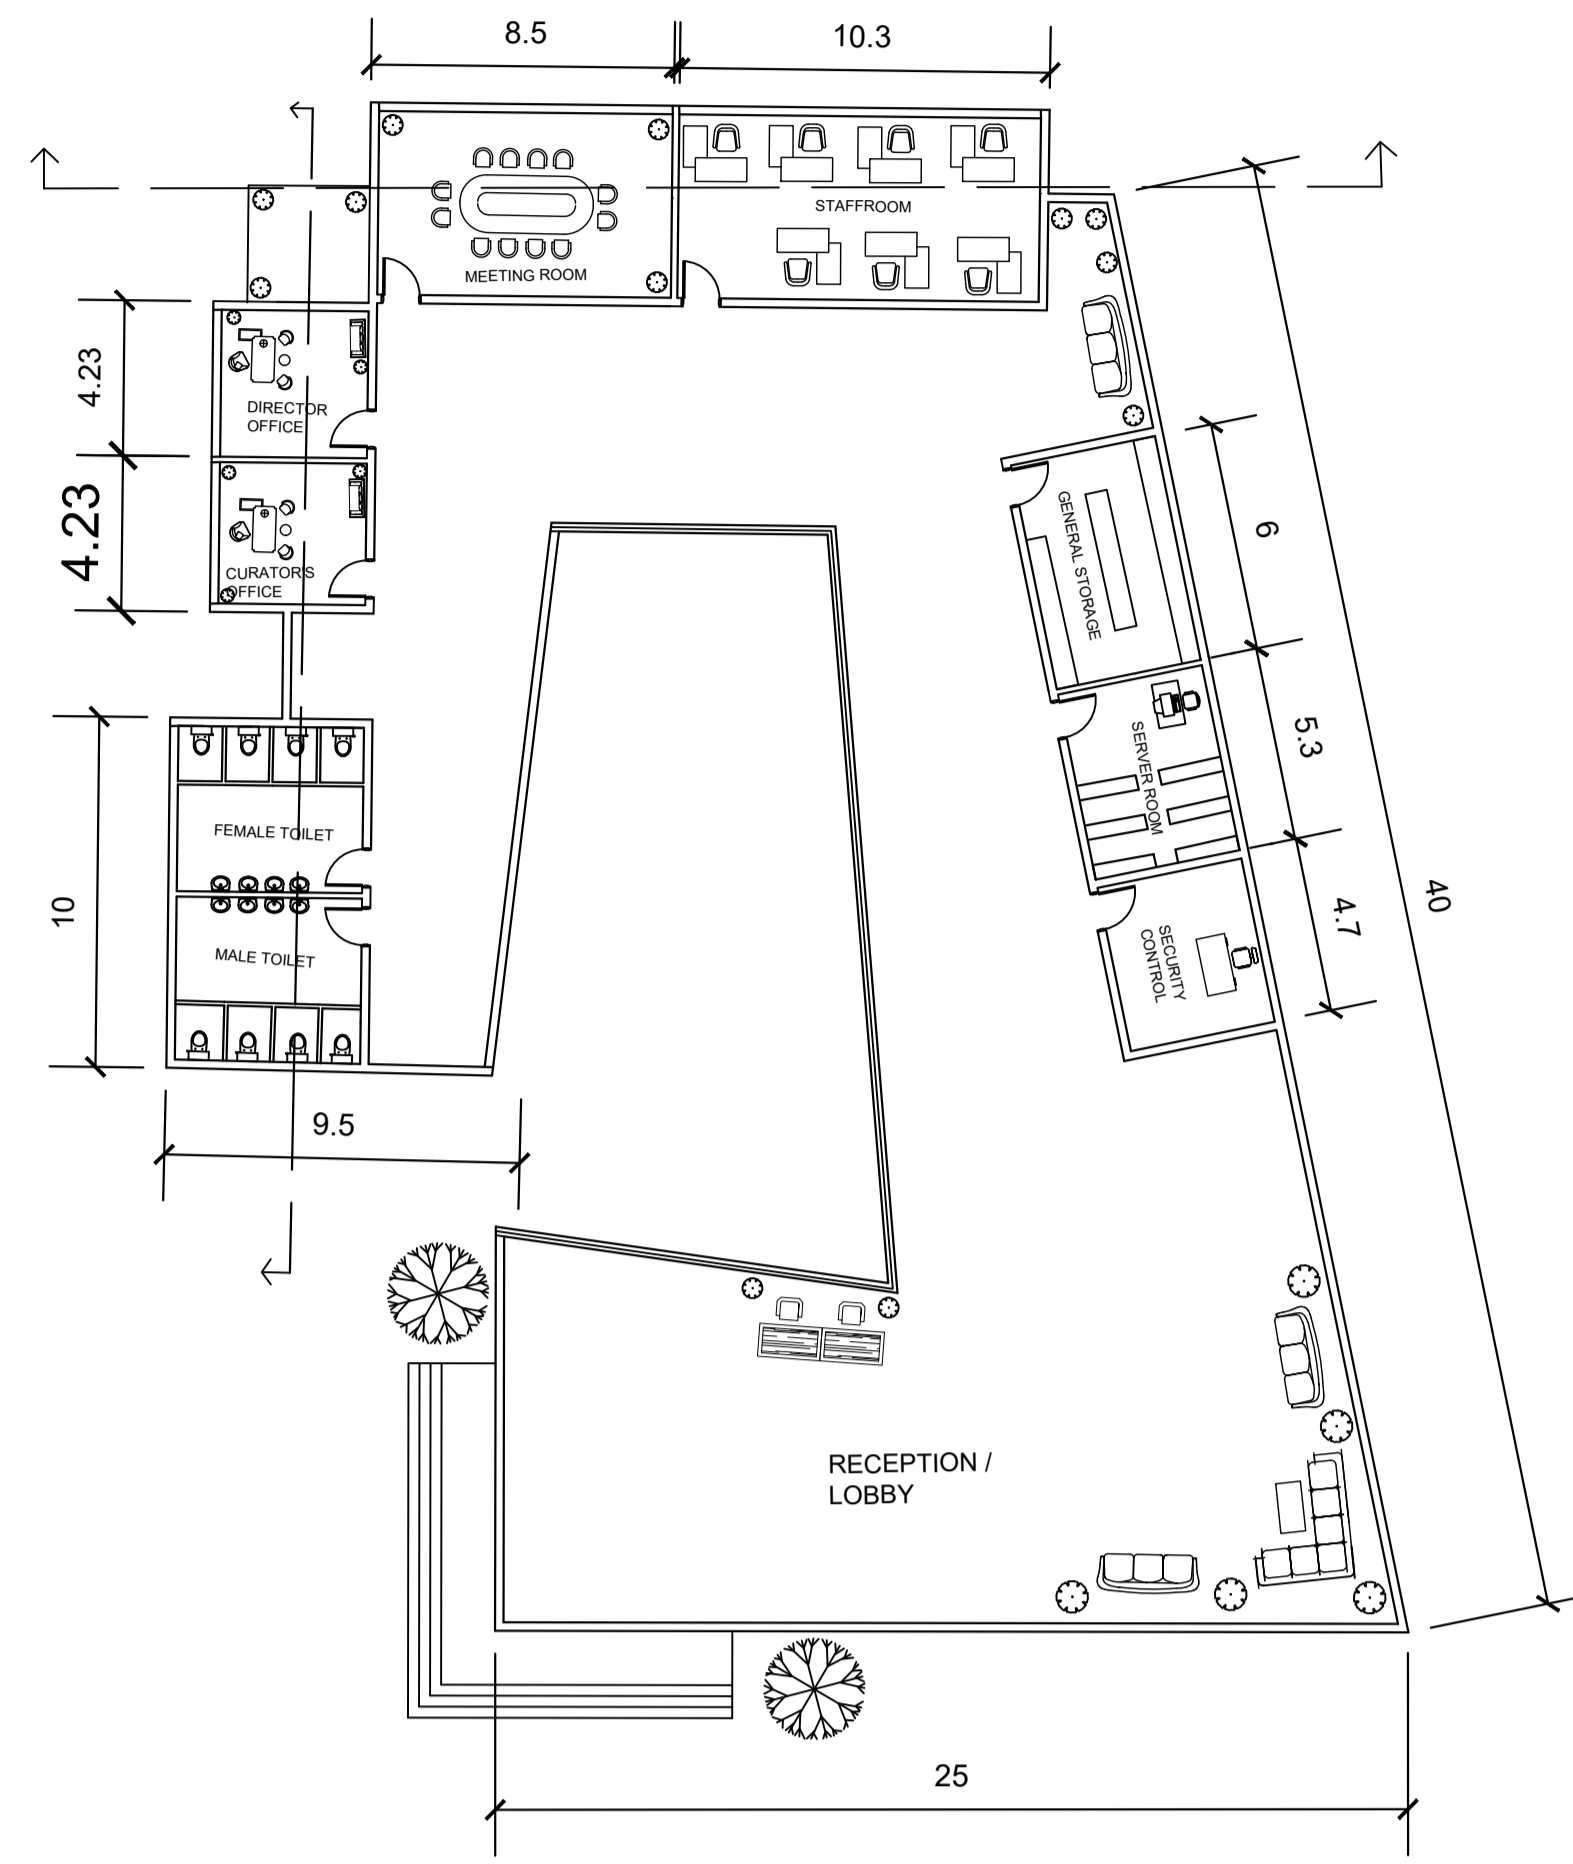 8.5
10.3
STAFFROOM
MEETING ROOM
4.23
DIRECTOR
OFFICE
4.23
CURATOR'S
OFFICE
GENERAL STORAGE
6
SERVER ROOM
5.3
40
4.7
SECURITY
CONTROL
FEMALE TOILET
10
MALE TOILET
9.5
RECEPTION /
LOBBY
25